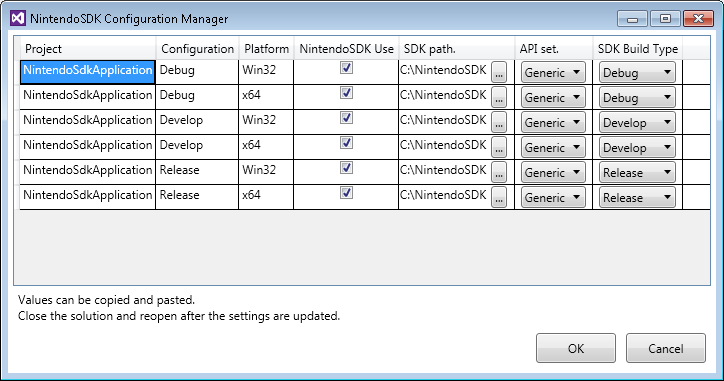 NintendoSDK Configuration Manager
Project Configuration Platform NintendoSDK Use SDK path. API set. SDK Build Type
NintendoSdkApplication Debug Win32 C:\NintendoSDK ... Generic Debug
NintendoSdkApplication Debug x64 C:\NintendoSDK ... Generic Debug
NintendoSdkApplication Develop Win32 C:\NintendoSDK ... Generic Develop
NintendoSdkApplication Develop x64 C:\NintendoSDK ... Generic Develop
NintendoSdkApplication Release Win32 C:\NintendoSDK ... Generic Release
NintendoSdkApplication Release x64 C:\NintendoSDK ... Generic Release
Values can be copied and pasted.
Close the solution and reopen after the settings are updated.
OK Cancel